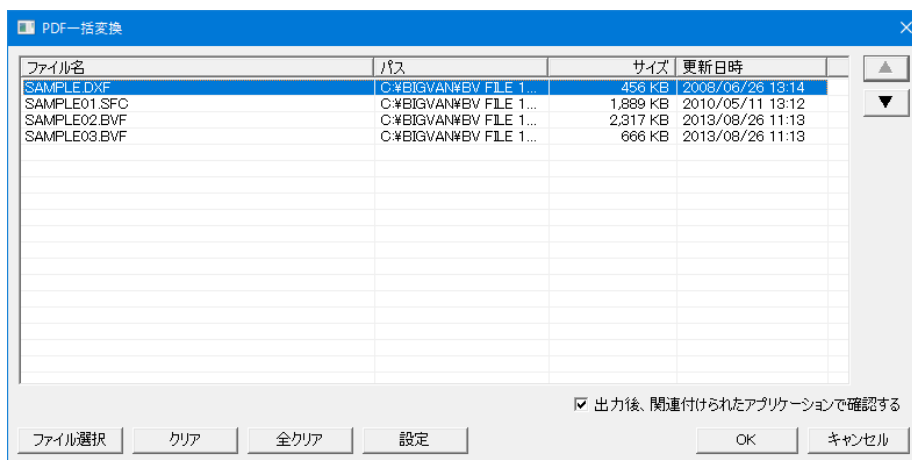 PDF一括変換
ファイル名 パス サイズ 更新日時
SAMPLE.DXF C:¥BIGVAN¥BV FILE 1... 456 KB 2008/06/26 13:14
SAMPLE01.SFC C:¥BIGVAN¥BV FILE 1... 1,889 KB 2010/05/11 13:12
SAMPLE02.BVF C:¥BIGVAN¥BV FILE 1... 2,317 KB 2013/08/26 11:13
SAMPLE03.BVF C:¥BIGVAN¥BV FILE 1... 666 KB 2013/08/26 11:13
出力後、関連付けられたアプリケーションで確認する
ファイル選択 クリア 全クリア 設定 OK キャンセル